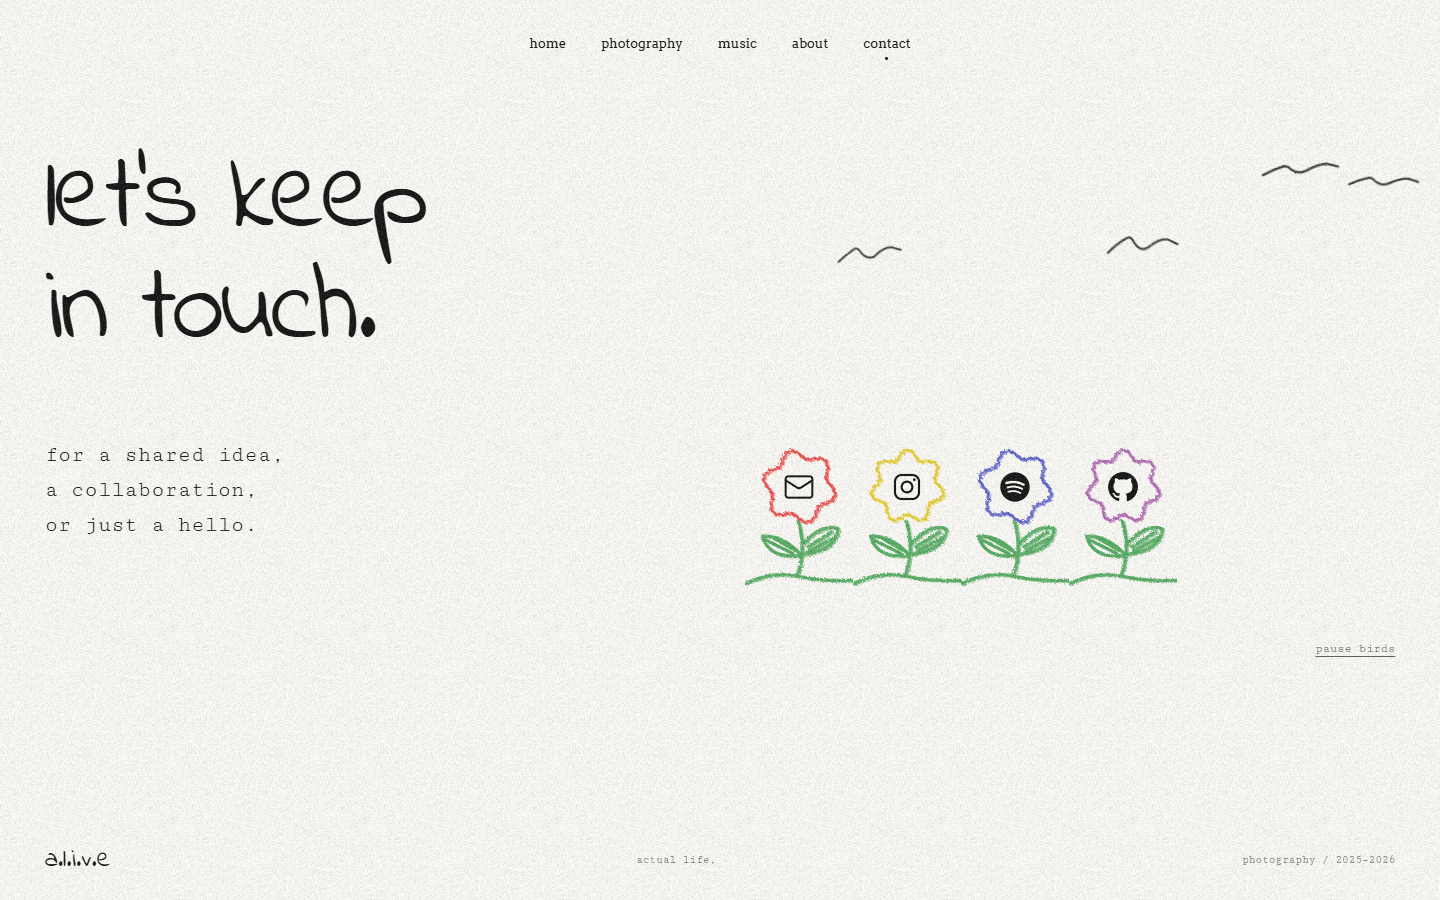 home photography music about contact
let's keep
in touch.
for a shared idea,
a collaboration,
or just a hello.
pause birds
a.l.i.v.e
actual life,
photography / 2025–2026